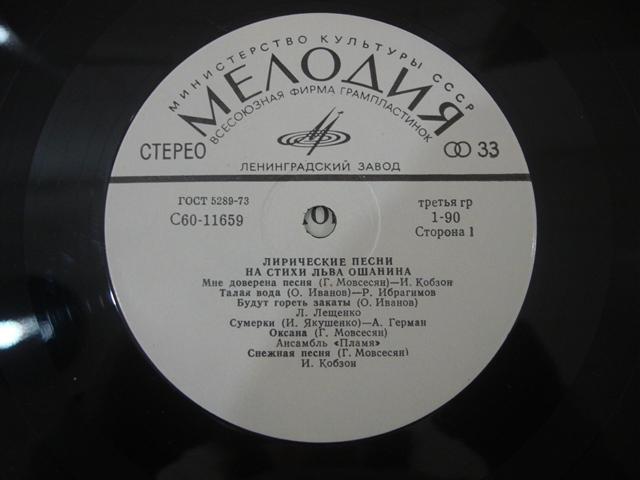 МИНИСТЕРСТВО КУЛЬТУРЫ СССР
МЕЛОДИЯ
ВСЕСОЮЗНАЯ ФИРМА ГРАМПЛАСТИНОК
СТЕРЕО
33
ЛЕНИНГРАДСКИЙ ЗАВОД
ГОСТ 5289-73
третья гр
С60-11659
1-90
Сторона 1
ЛИРИЧЕСКИЕ ПЕСНИ
НА СТИХИ ЛЬВА ОШАНИНА
Мне доверена песня (Г. Мовсесян)—И. Кобзон
Талая вода (О. Иванов)—Р. Ибрагимов
Будут гореть закаты (О. Иванов)
Л. Лещенко
Сумерки (И. Якушенко)—А. Герман
Оксана (Г. Мовсесян)
Ансамбль «Пламя»
Снежная песня (Г. Мовсесян)
И. Кобзон